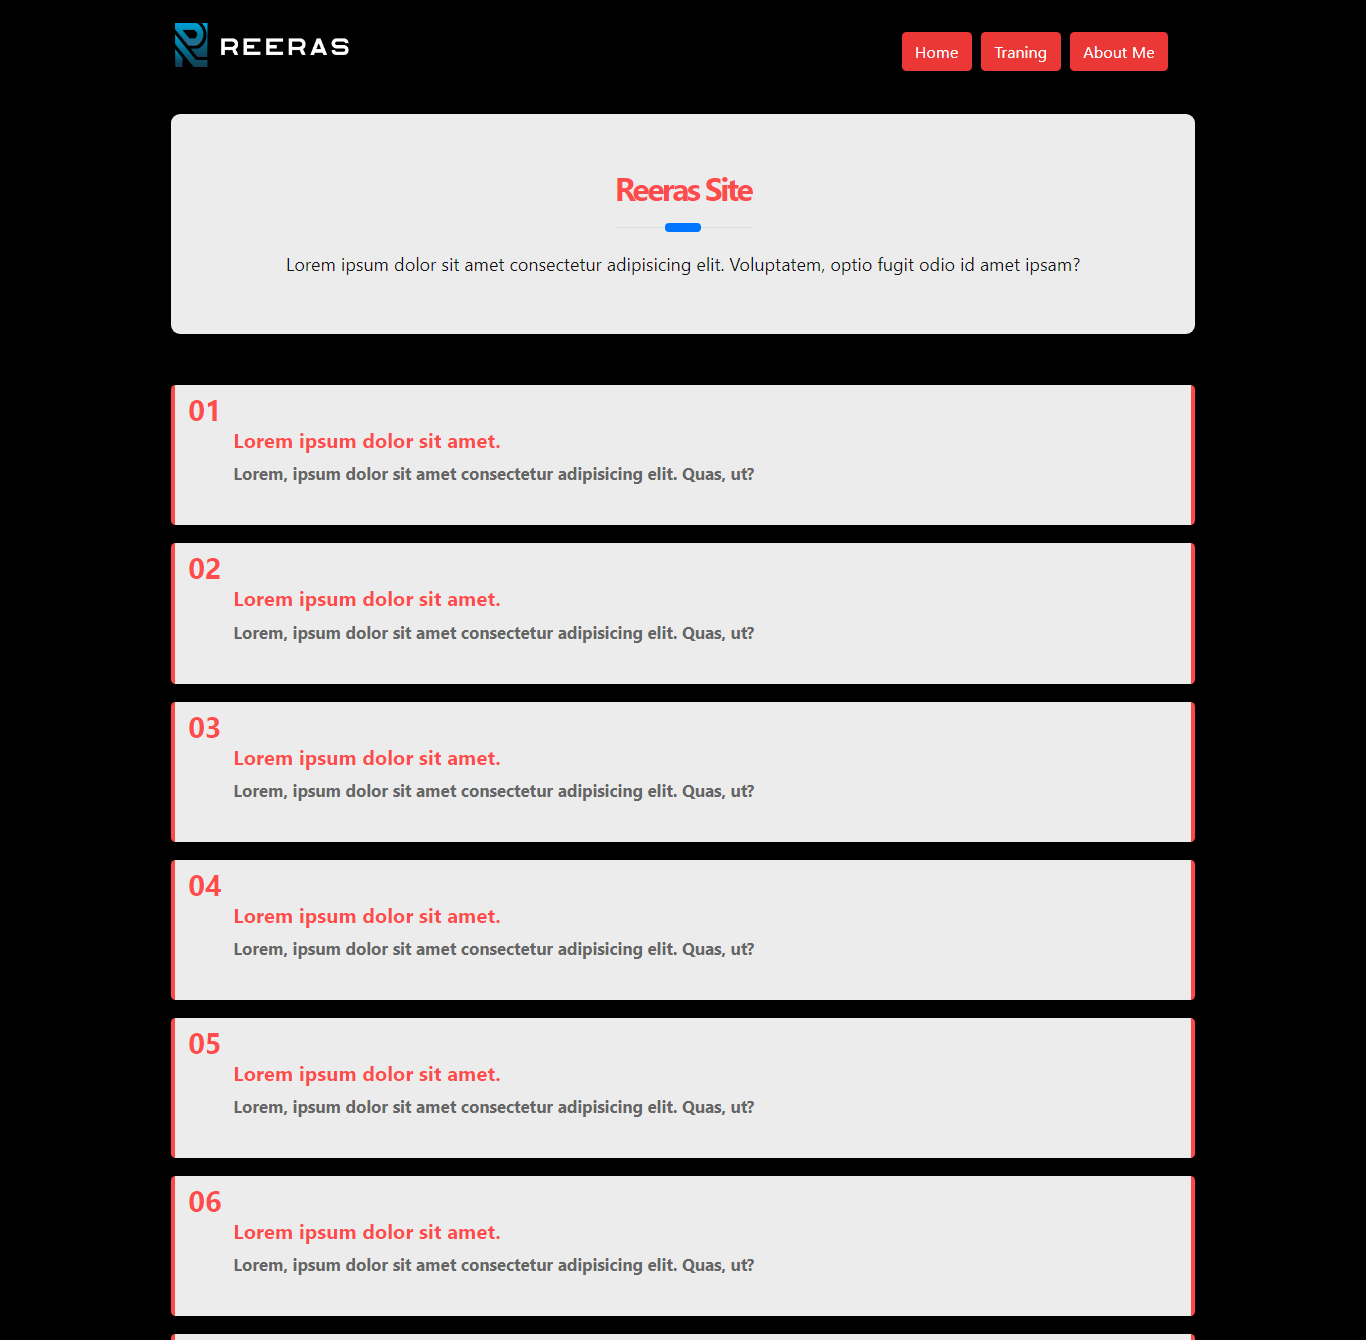 REERAS
Home Traning About Me
Reeras Site
Lorem ipsum dolor sit amet consectetur adipisicing elit. Voluptatem, optio fugit odio id amet ipsam?
01
Lorem ipsum dolor sit amet.
Lorem, ipsum dolor sit amet consectetur adipisicing elit. Quas, ut?
02
Lorem ipsum dolor sit amet.
Lorem, ipsum dolor sit amet consectetur adipisicing elit. Quas, ut?
03
Lorem ipsum dolor sit amet.
Lorem, ipsum dolor sit amet consectetur adipisicing elit. Quas, ut?
04
Lorem ipsum dolor sit amet.
Lorem, ipsum dolor sit amet consectetur adipisicing elit. Quas, ut?
05
Lorem ipsum dolor sit amet.
Lorem, ipsum dolor sit amet consectetur adipisicing elit. Quas, ut?
06
Lorem ipsum dolor sit amet.
Lorem, ipsum dolor sit amet consectetur adipisicing elit. Quas, ut?